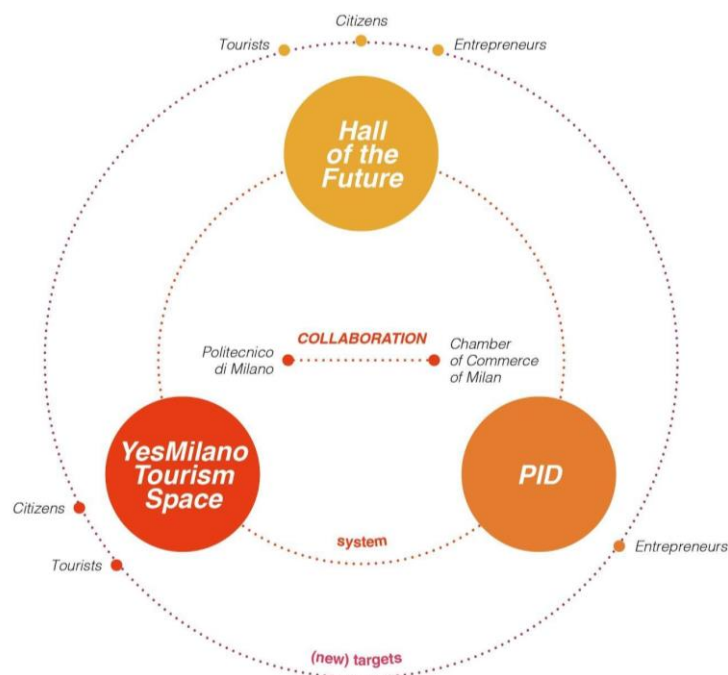 Citizens
Tourists
Entrepreneurs
Hall
of the
Future
COLLABORATION
Politecnico
di Milano
Chamber
of Commerce
of Milan
YesMilano
Tourism
Space
PID
Citizens
Tourists
system
Entrepreneurs
(new) targets